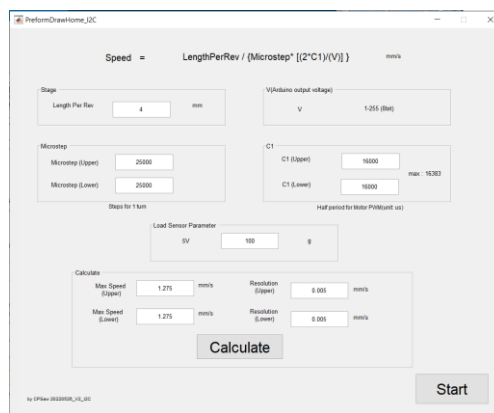 PreformDrawHome_I2C
Speed = LengthPerRev / {Microstep* [(2*C1)/(V)] } mm/s
Stage
Length Per Rev 4 mm
V(Arduino output voltage)
V 1-255 (8bit)
Microstep
Microstep (Upper) 25000
Microstep (Lower) 25000
Steps for 1 turn
C1
C1 (Upper) 16000
C1 (Lower) 16000
max : 16383
Half period for Motor PWM(unit: us)
Load Sensor Parameter
5V 100 g
Calculate
Max Speed (Upper) 1.275 mm/s Resolution (Upper) 0.005 mm/s
Max Speed (Lower) 1.275 mm/s Resolution (Lower) 0.005 mm/s
Calculate
Start